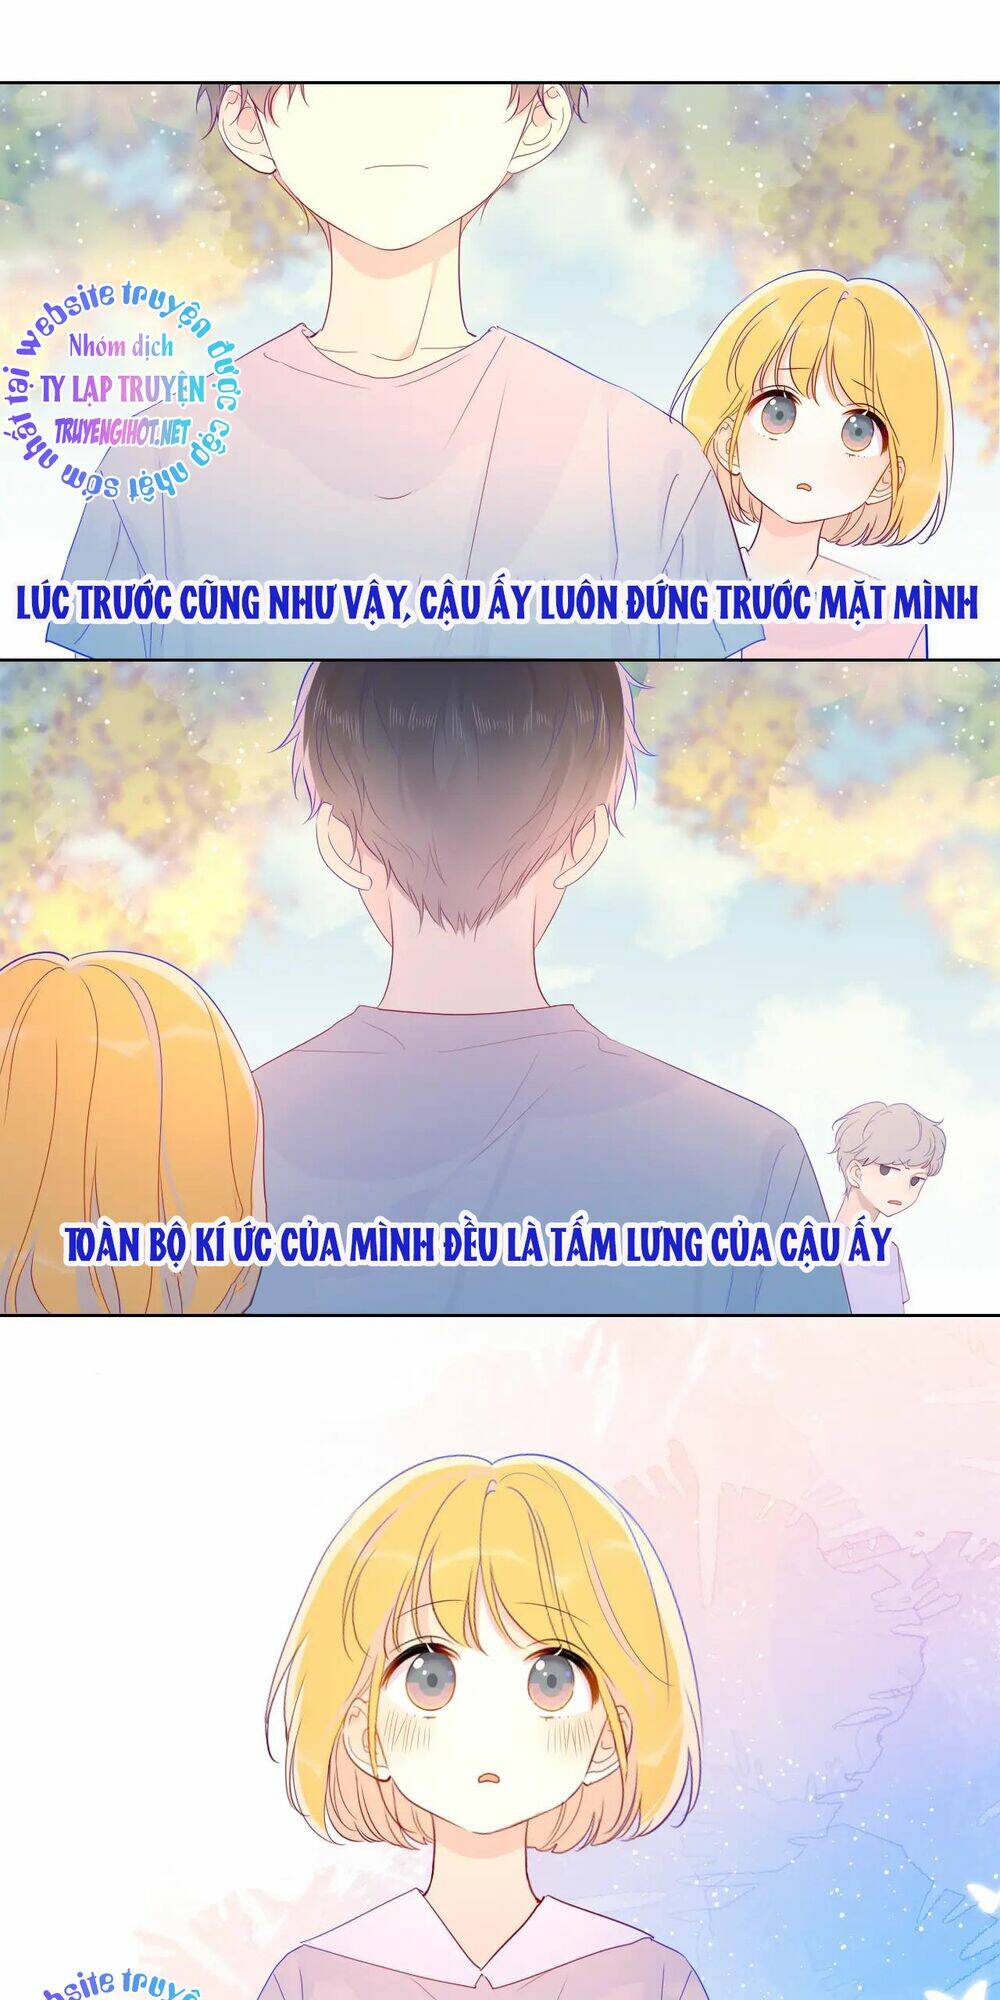 tại website truyện được cập nhật sớm nhất
Nhóm dịch
TY LAP TRUYỆN
TRUYENGIHOT.NET
LÚC TRƯỚC CŨNG NHƯ VẬY, CẬU ẤY LUÔN ĐỨNG TRƯỚC MẶT MÌNH
TOÀN BỘ KÍ ỨC CỦA MÌNH ĐỀU LÀ TẤM LƯNG CỦA CẬU ẤY
website truyện